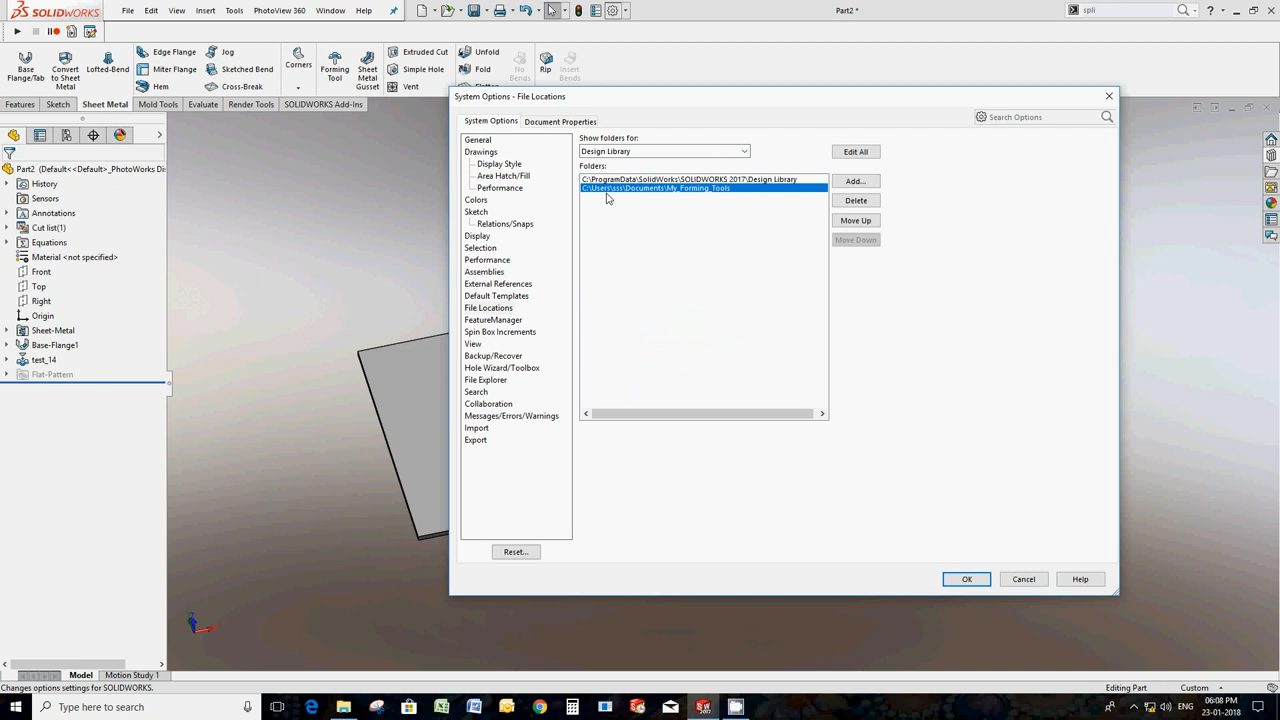 SOLIDWORKS
File
Edit
View
Insert
Tools
PhotoView 360
Window
Help
Part2 *
spli
Edge Flange
Jog
Miter Flange
Sketched Bend
Hem
Cross-Break
Base
Flange/Tab
Convert
to Sheet
Metal
Lofted-Bend
Corners
Forming
Tool
Sheet
Metal
Gusset
Extruded Cut
Simple Hole
Vent
Unfold
Fold
No
Bends
Rip
Insert
Bends
Features
Sketch
Sheet Metal
Mold Tools
Evaluate
Render Tools
SOLIDWORKS Add-Ins
Part2 (Default<<Default>_PhotoWorks Dis
History
Sensors
Annotations
Cut list(1)
Equations
Material <not specified>
Front
Top
Right
Origin
Sheet-Metal
Base-Flange1
test_14
Flat-Pattern
System Options - File Locations
System Options
Document Properties
Search Options
General
Drawings
Display Style
Area Hatch/Fill
Performance
Colors
Sketch
Relations/Snaps
Display
Selection
Performance
Assemblies
External References
Default Templates
File Locations
FeatureManager
Spin Box Increments
View
Backup/Recover
Hole Wizard/Toolbox
File Explorer
Search
Collaboration
Messages/Errors/Warnings
Import
Export
Reset...
Show folders for:
Design Library
Folders:
C:\ProgramData\SolidWorks\SOLIDWORKS 2017\Design Library
C:\Users\sss\Documents\My_Forming_Tools
Edit All
Add...
Delete
Move Up
Move Down
OK
Cancel
Help
Model
Motion Study 1
Changes options settings for SOLIDWORKS.
Editing Part
Custom
Type here to search
ENG
06:08 PM
23-01-2018